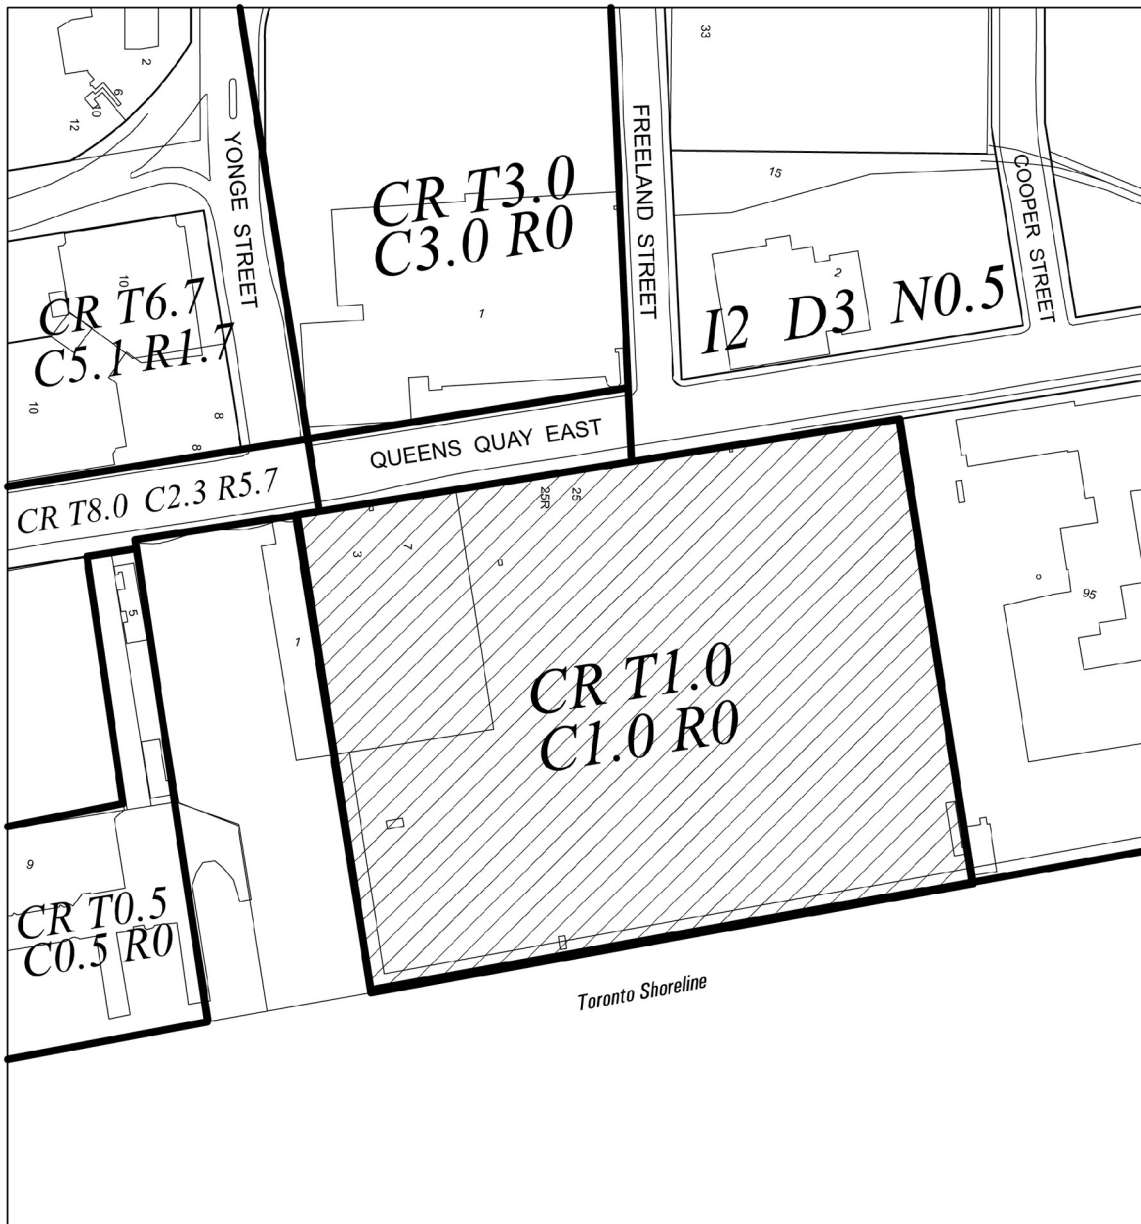 33
2
6
10
12
YONGE STREET
FREELAND STREET
15
COOPER STREET
CR T3.0
C3.0 R0
2
I2 D3 N0.5
10
CR T6.7
C5.1 R1.7
1
10
8
8
QUEENS QUAY EAST
CR T8.0 C2.3 R5.7
25R
25
3
7
5
1
95
CR T1.0
C1.0 R0
9
CR T0.5
C0.5 R0
Toronto Shoreline